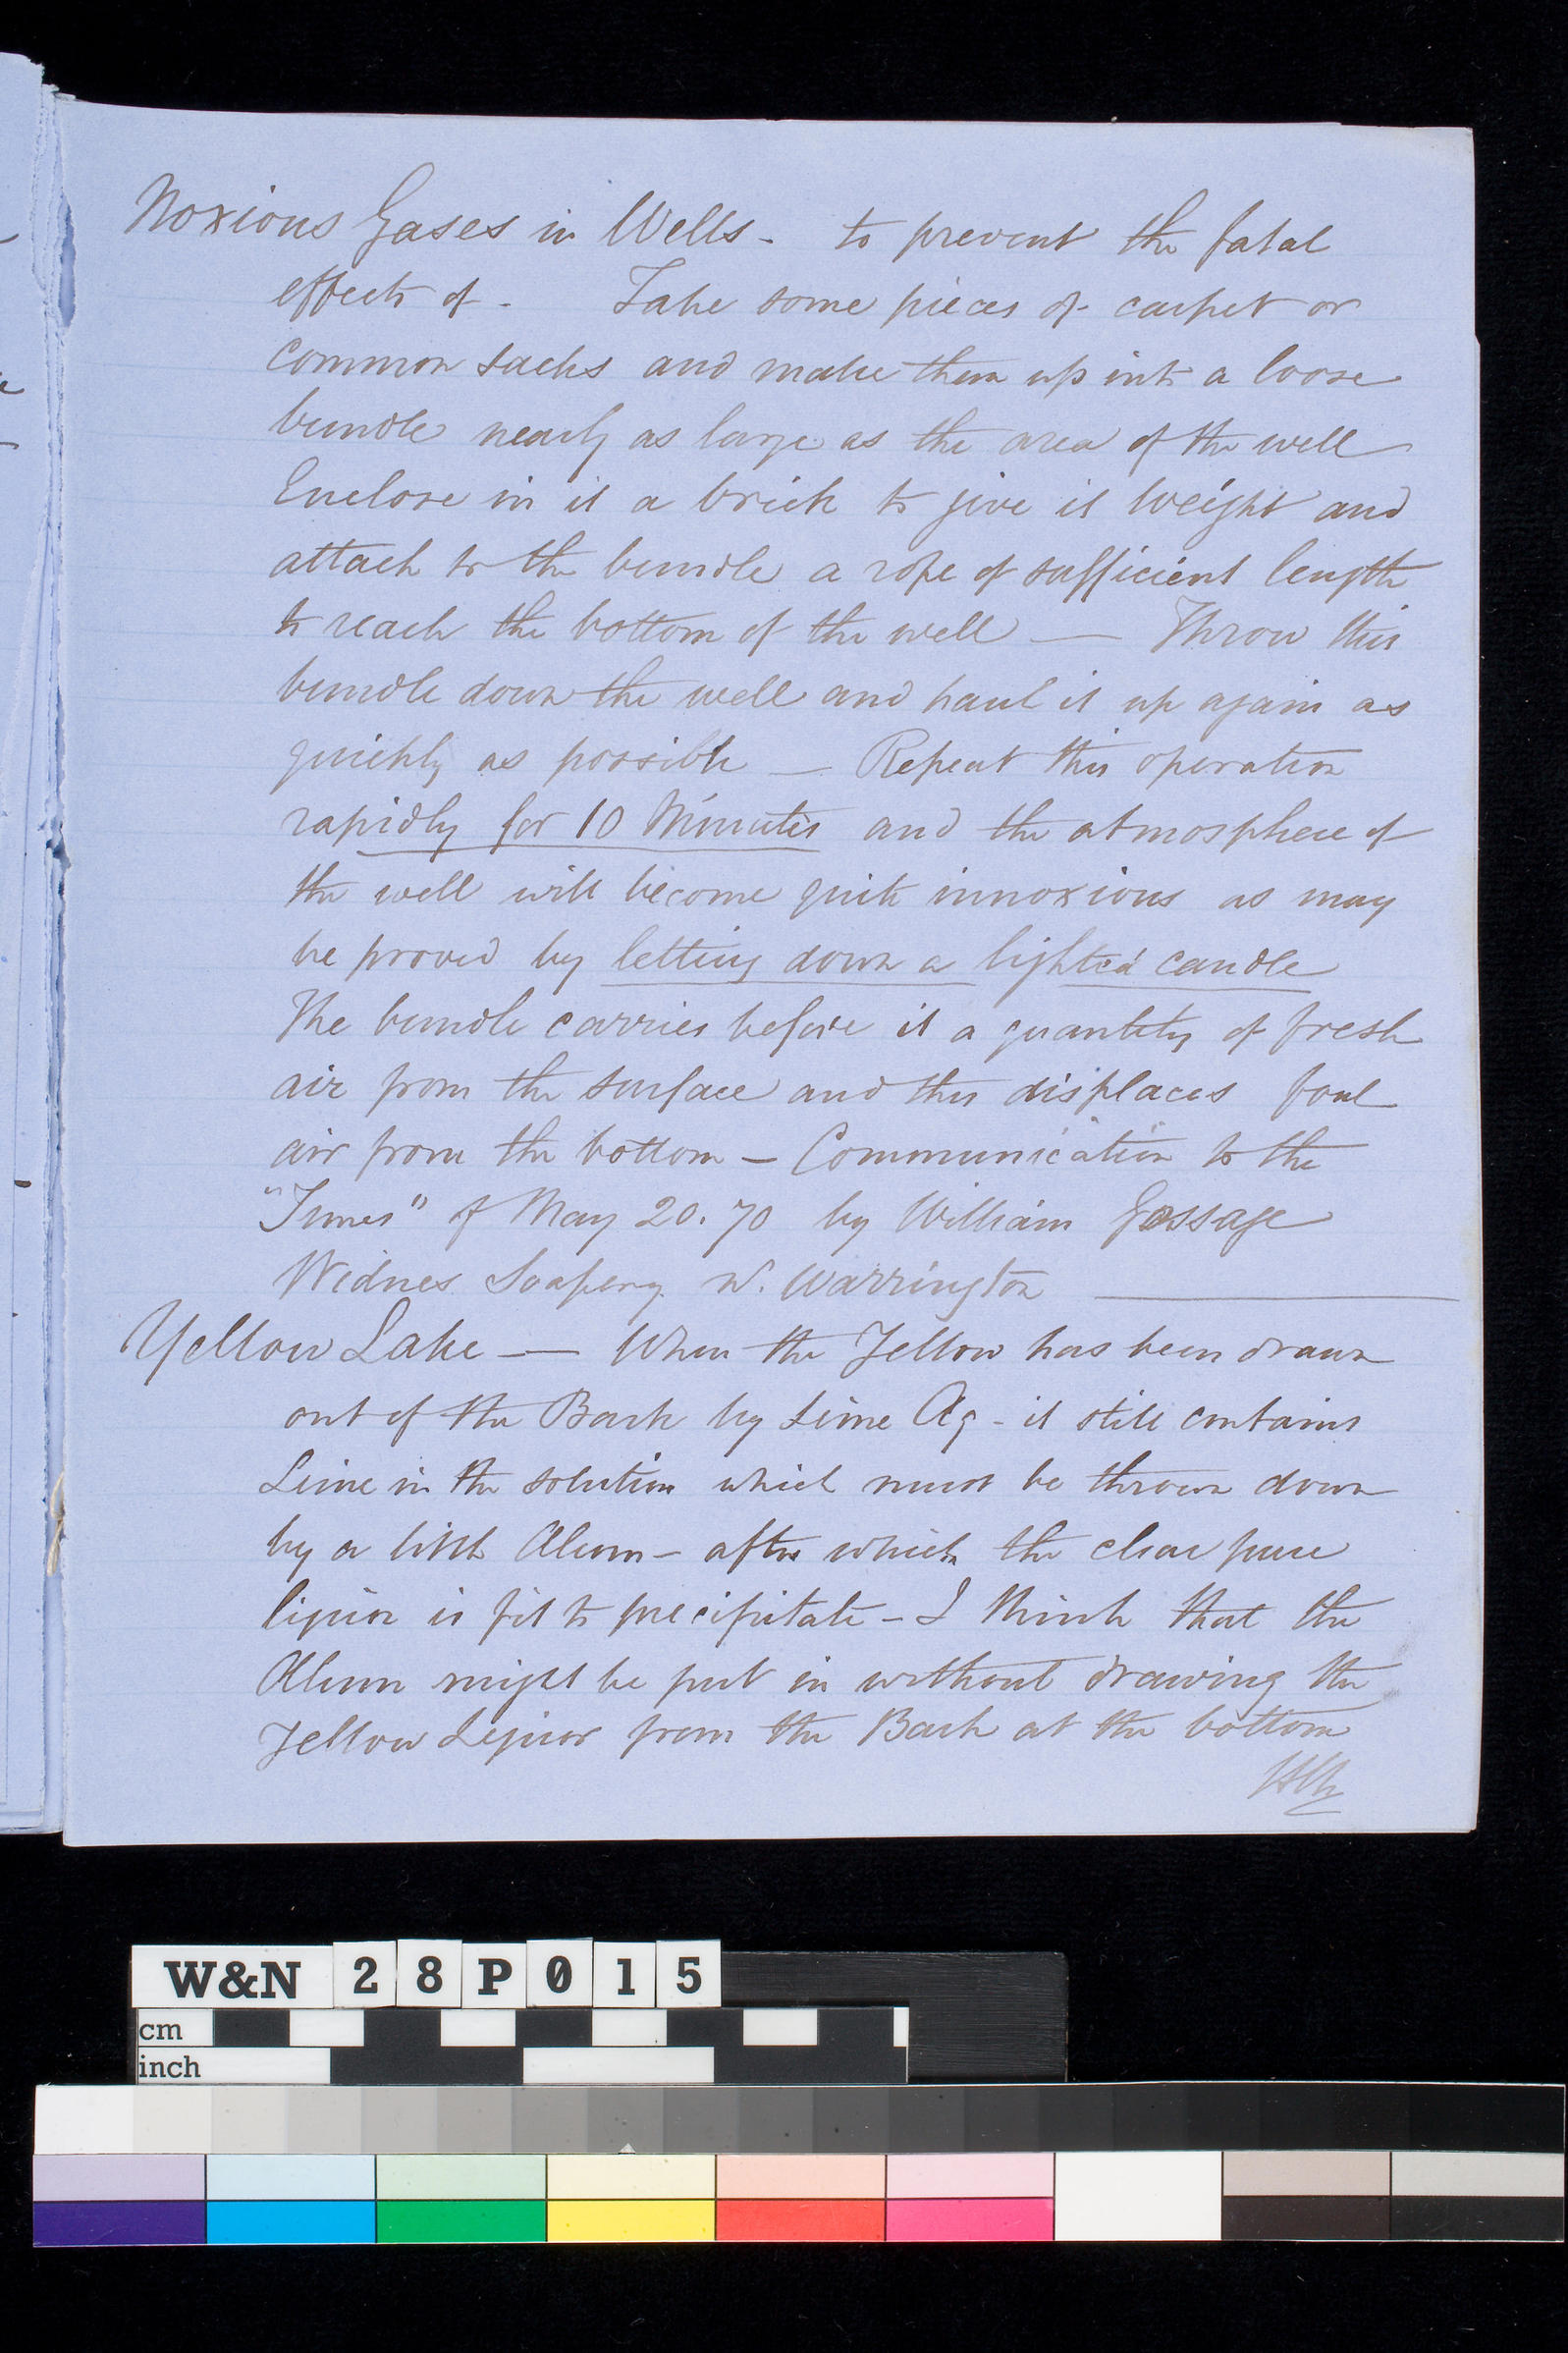 Noxious Gases in Wells - to prevent the fatal
effects of - Take some pieces of carpet or
common sacks and make them up into a loose
bundle nearly as large as the area of the well
Enclose in it a brick to give it weight and
attach to the bundle a rope of sufficient length
to reach the bottom of the well — Throw this
bundle down the well and haul it up again as
quickly as possible — Repeat this operation
rapidly for 10 Minutes and the atmosphere of
the well will become quite innoxious as may
be proved by letting down a lighted candle
The bundle carries before it a quantity of fresh
air from the surface and this displaces foul
air from the bottom — Communication to the
"Times" of May 20. 70 by William Gossage
Widnes Soapery N. Warrington
Yellow Lake — When the Yellow has been drawn
out of the Bark by Lime Aq - it still contains
Lime in the solution which must be thrown down
by a little Alum - after which the clear pure
liquor is fit to precipitate - I think that the
Alum might be put in without drawing the
Yellow Liquor from the Bark at the bottom
W&N 28P015
cm
inch